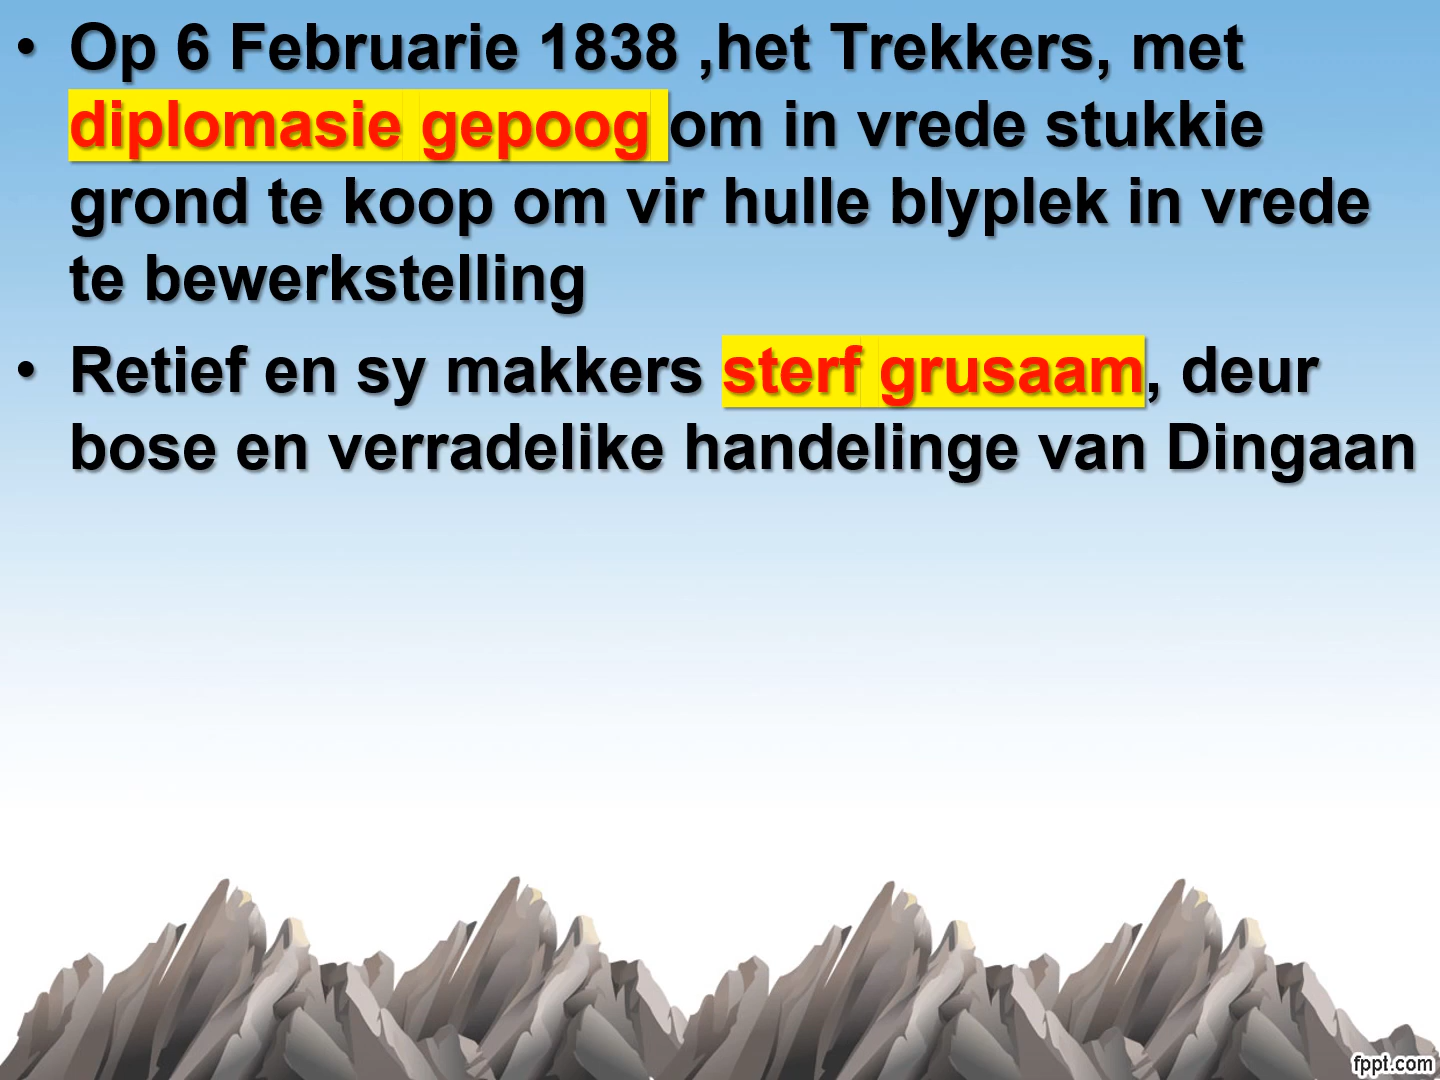 • Op 6 Februarie 1838 ,het Trekkers, met
diplomasie gepoog om in vrede stukkie
grond te koop om vir hulle blyplek in vrede
te bewerkstelling
• Retief en sy makkers sterf grusaam, deur
bose en verradelike handelinge van Dingaan
fppt.com